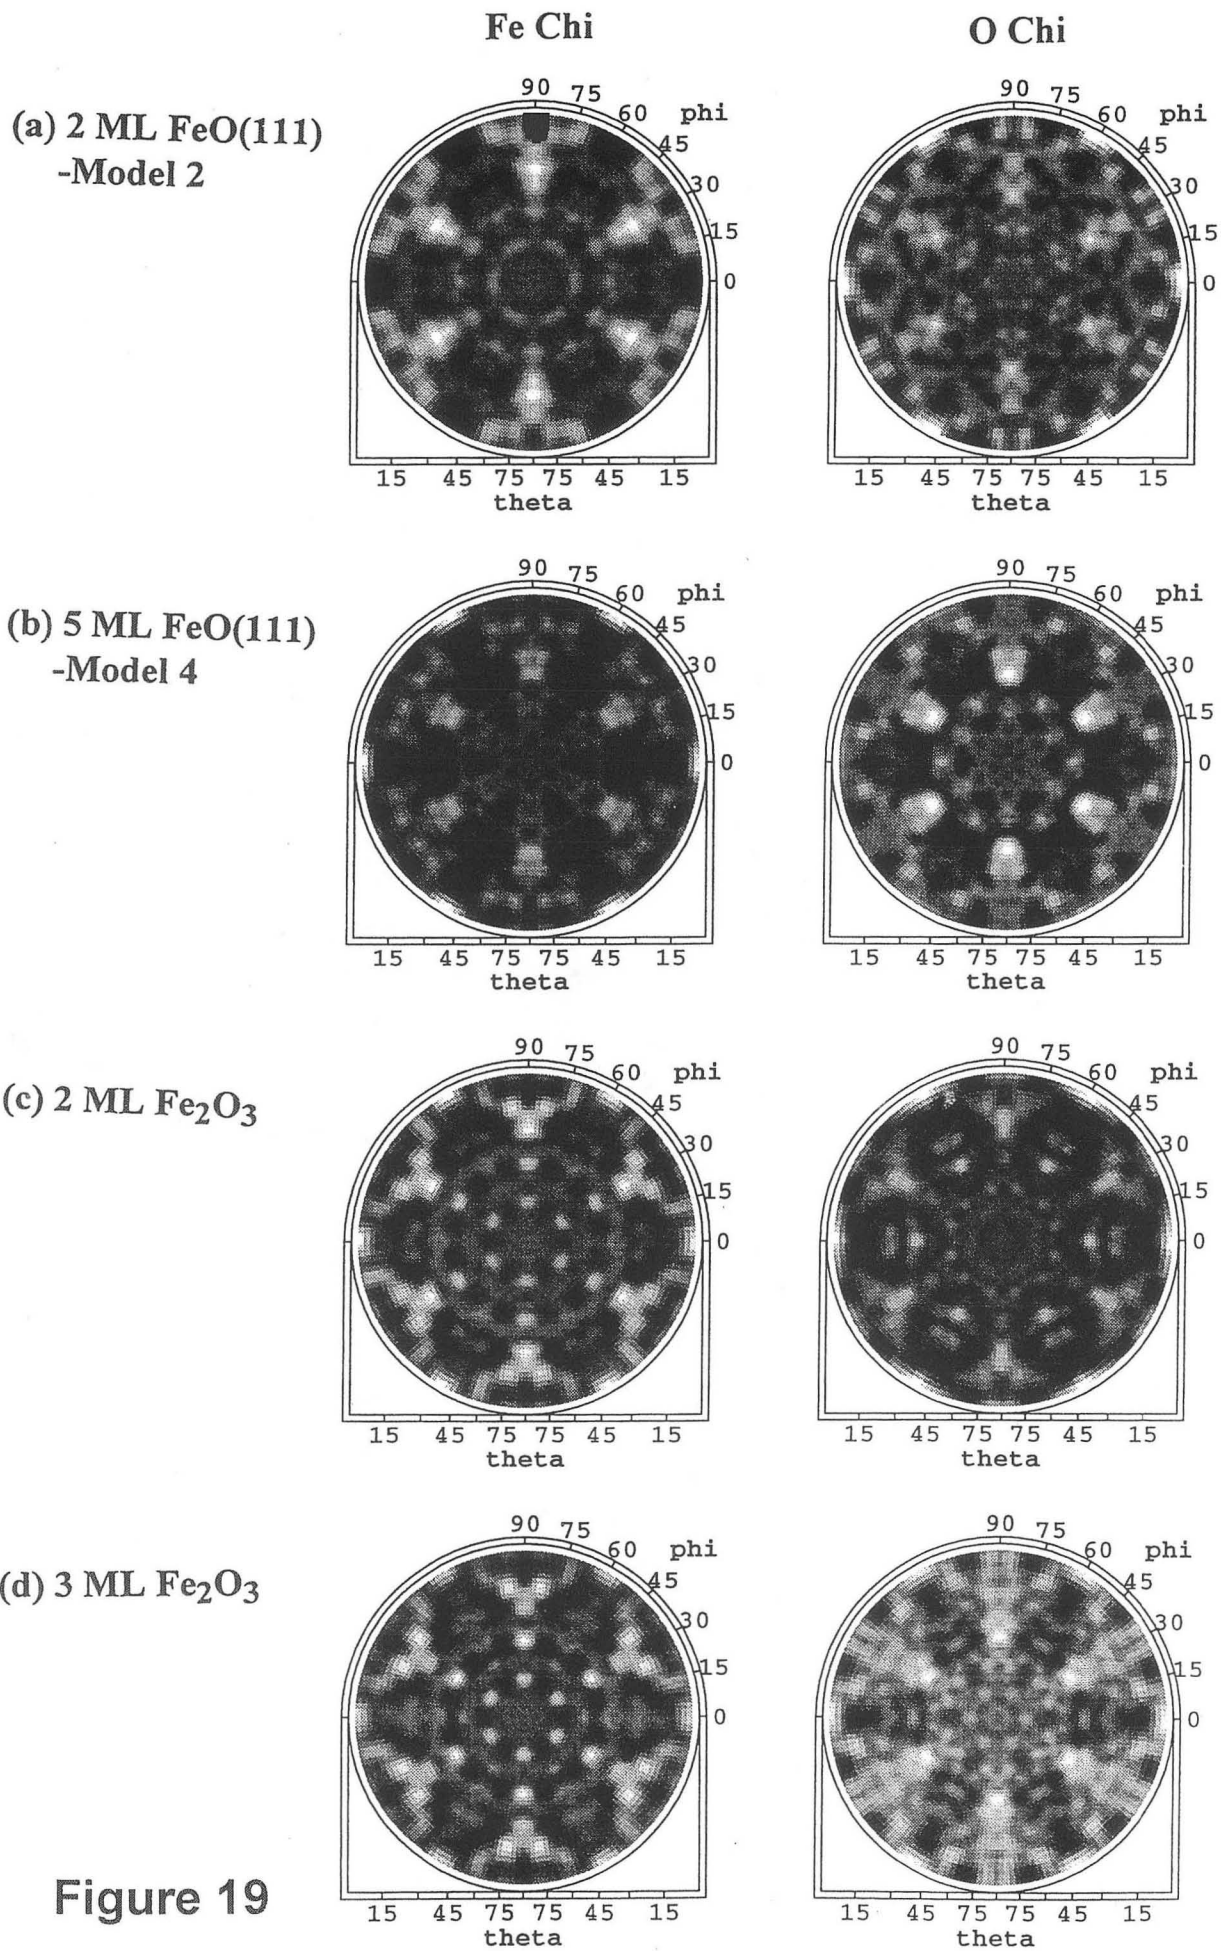 Fe Chi
O Chi
(a) 2 ML FeO(111)
-Model 2
90 75 60 phi
45
30
15
0
15 45 75 75 45 15
theta
90 75 60 phi
45
30
15
0
15 45 75 75 45 15
theta
(b) 5 ML FeO(111)
-Model 4
90 75 60 phi
45
30
15
0
15 45 75 75 45 15
theta
90 75 60 phi
45
30
15
0
15 45 75 75 45 15
theta
(c) 2 ML Fe2O3
90 75 60 phi
45
30
15
0
15 45 75 75 45 15
theta
90 75 60 phi
45
30
15
0
15 45 75 75 45 15
theta
(d) 3 ML Fe2O3
90 75 60 phi
45
30
15
0
15 45 75 75 45 15
theta
90 75 60 phi
45
30
15
0
15 45 75 75 45 15
theta
Figure 19